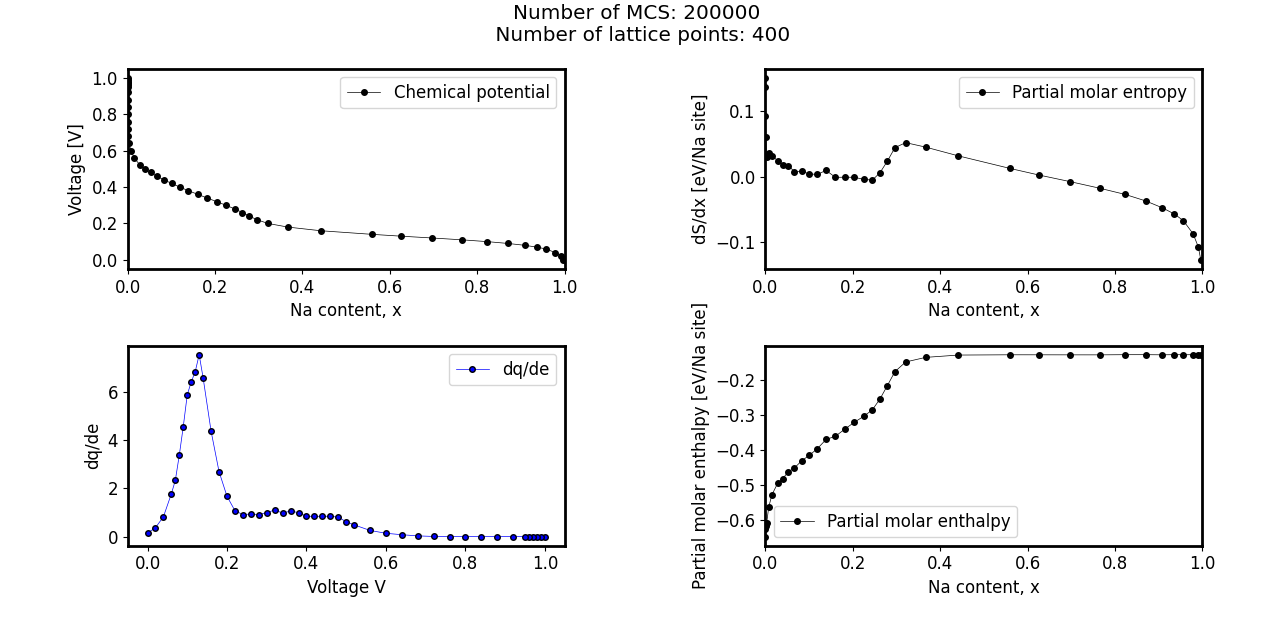 Number of MCS: 200000
Number of lattice points: 400
1.0
0.8
0.6
0.4
0.2
0.0
Voltage [V]
Chemical potential
0.0 0.2 0.4 0.6 0.8 1.0
Na content, x
0.1
0.0
−0.1
dS/dx [eV/Na site]
Partial molar entropy
0.0 0.2 0.4 0.6 0.8 1.0
Na content, x
6
4
2
0
dq/de
dq/de
0.0 0.2 0.4 0.6 0.8 1.0
Voltage V
−0.2
−0.3
−0.4
−0.5
−0.6
Partial molar enthalpy [eV/Na site]
Partial molar enthalpy
0.0 0.2 0.4 0.6 0.8 1.0
Na content, x